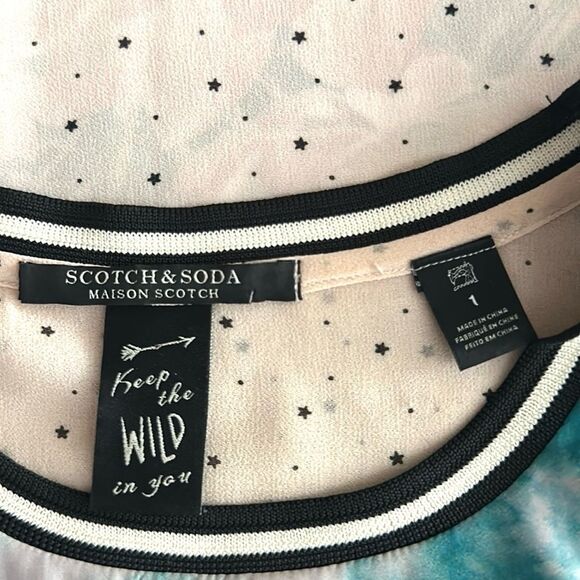 SCOTCH & SODA
MAISON SCOTCH
Keep
the
WILD
in you
1
MADE IN CHINA
FABRIQUÉ EN CHINE
FEITO EM CHINA